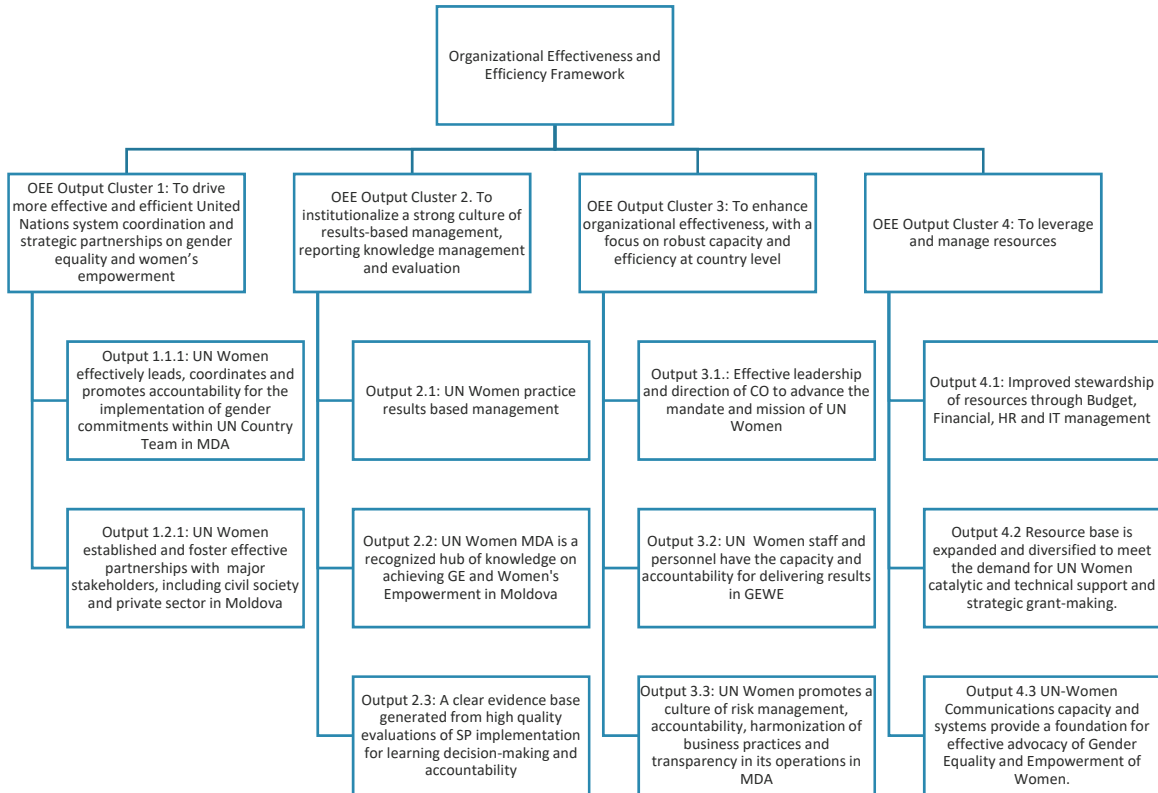 Organizational Effectiveness and
Efficiency Framework
OEE Output Cluster 1: To drive
more effective and efficient United
Nations system coordination and
strategic partnerships on gender
equality and women’s
empowerment
OEE Output Cluster 2. To
institutionalize a strong culture of
results-based management,
reporting knowledge management
and evaluation
OEE Output Cluster 3: To enhance
organizational effectiveness, with a
focus on robust capacity and
efficiency at country level
OEE Output Cluster 4: To leverage
and manage resources
Output 1.1.1: UN Women
effectively leads, coordinates and
promotes accountability for the
implementation of gender
commitments within UN Country
Team in MDA
Output 2.1: UN Women practice
results based management
Output 3.1.: Effective leadership
and direction of CO to advance the
mandate and mission of UN
Women
Output 4.1: Improved stewardship
of resources through Budget,
Financial, HR and IT management
Output 1.2.1: UN Women
established and foster effective
partnerships with major
stakeholders, including civil society
and private sector in Moldova
Output 2.2: UN Women MDA is a
recognized hub of knowledge on
achieving GE and Women's
Empowerment in Moldova
Output 3.2: UN Women staff and
personnel have the capacity and
accountability for delivering results
in GEWE
Output 4.2 Resource base is
expanded and diversified to meet
the demand for UN Women
catalytic and technical support and
strategic grant-making.
Output 2.3: A clear evidence base
generated from high quality
evaluations of SP implementation
for learning decision-making and
accountability
Output 3.3: UN Women promotes a
culture of risk management,
accountability, harmonization of
business practices and
transparency in its operations in
MDA
Output 4.3 UN-Women
Communications capacity and
systems provide a foundation for
effective advocacy of Gender
Equality and Empowerment of
Women.